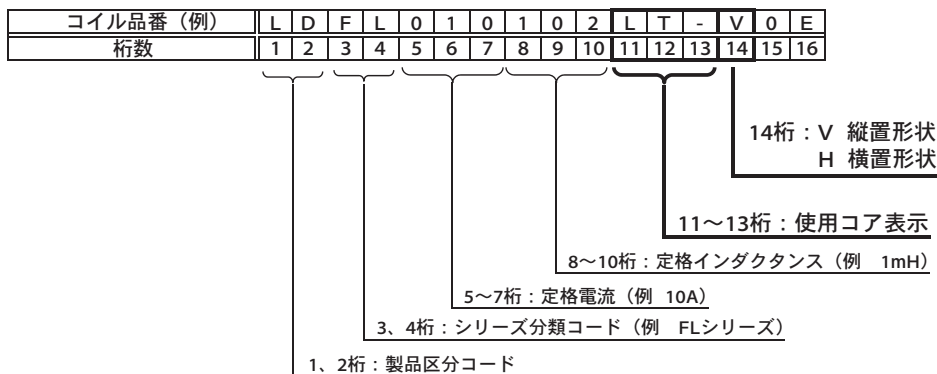 コイル品番（例） L D F L 0 1 0 1 0 2 L T - V 0 E
桁数 1 2 3 4 5 6 7 8 9 10 11 12 13 14 15 16
14桁：V 縦置形状
H 横置形状
11～13桁：使用コア表示
8～10桁：定格インダクタンス（例　1mH）
5～7桁：定格電流（例 10A）
3、4桁：シリーズ分類コード（例　FLシリーズ）
1、2桁：製品区分コード